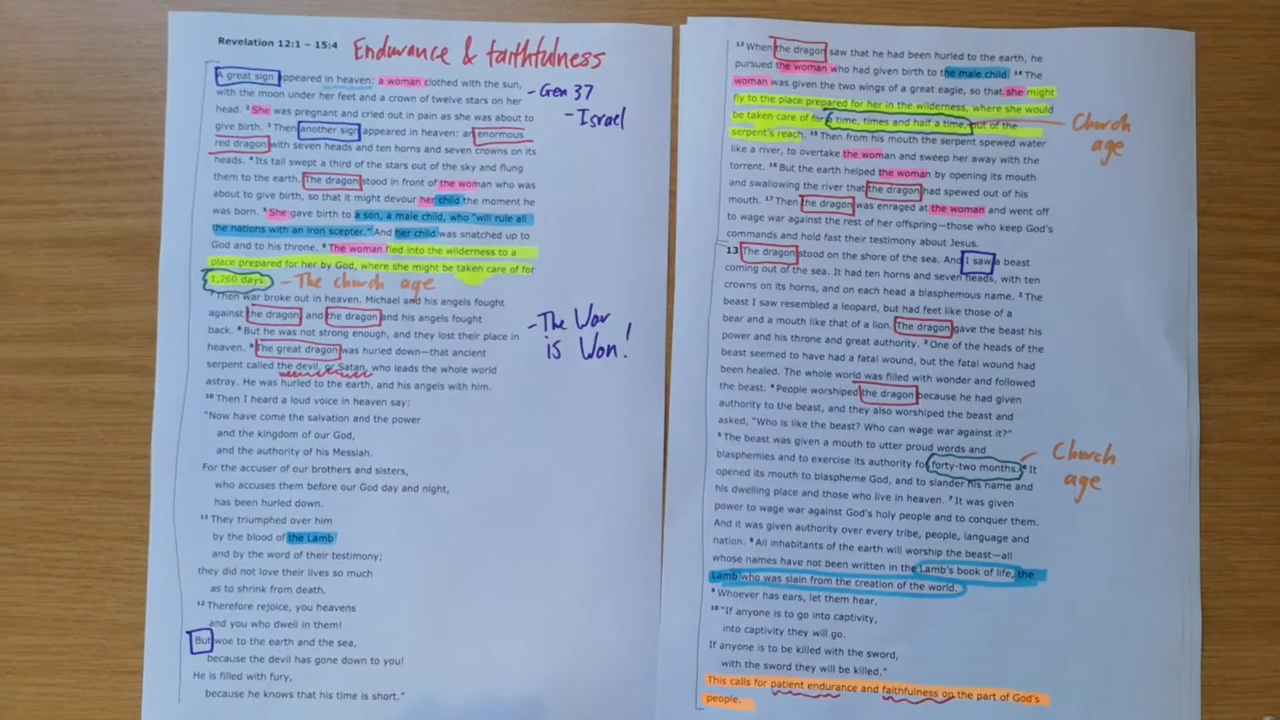 Revelation 12:1 – 15:4
Endurance & faithfulness
A great sign appeared in heaven: a woman clothed with the sun,
with the moon under her feet and a crown of twelve stars on her
head. 2 She was pregnant and cried out in pain as she was about to
give birth. 3 Then another sign appeared in heaven: an enormous
red dragon with seven heads and ten horns and seven crowns on its
heads. 4 Its tail swept a third of the stars out of the sky and flung
them to the earth. The dragon stood in front of the woman who was
about to give birth, so that it might devour her child the moment he
was born. 5 She gave birth to a son, a male child, who "will rule all
the nations with an iron scepter." And her child was snatched up to
God and to his throne. 6 The woman fled into the wilderness to a
place prepared for her by God, where she might be taken care of for
1,260 days.
- Gen 37
- Israel
- The church age
7 Then war broke out in heaven. Michael and his angels fought
against the dragon, and the dragon and his angels fought
back. 8 But he was not strong enough, and they lost their place in
heaven. 9 The great dragon was hurled down—that ancient
serpent called the devil, or Satan, who leads the whole world
astray. He was hurled to the earth, and his angels with him.
- The War
is Won!
10 Then I heard a loud voice in heaven say:
"Now have come the salvation and the power
and the kingdom of our God,
and the authority of his Messiah.
For the accuser of our brothers and sisters,
who accuses them before our God day and night,
has been hurled down.
11 They triumphed over him
by the blood of the Lamb
and by the word of their testimony;
they did not love their lives so much
as to shrink from death.
12 Therefore rejoice, you heavens
and you who dwell in them!
But woe to the earth and the sea,
because the devil has gone down to you!
He is filled with fury,
because he knows that his time is short."
13 When the dragon saw that he had been hurled to the earth, he
pursued the woman who had given birth to the male child. 14 The
woman was given the two wings of a great eagle, so that she might
fly to the place prepared for her in the wilderness, where she would
be taken care of for a time, times and half a time, out of the
serpent's reach. 15 Then from his mouth the serpent spewed water
like a river, to overtake the woman and sweep her away with the
torrent. 16 But the earth helped the woman by opening its mouth
and swallowing the river that the dragon had spewed out of his
mouth. 17 Then the dragon was enraged at the woman and went off
to wage war against the rest of her offspring—those who keep God's
commands and hold fast their testimony about Jesus.
Church
age
13 The dragon stood on the shore of the sea. And I saw a beast
coming out of the sea. It had ten horns and seven heads, with ten
crowns on its horns, and on each head a blasphemous name. 2 The
beast I saw resembled a leopard, but had feet like those of a
bear and a mouth like that of a lion. The dragon gave the beast his
power and his throne and great authority. 3 One of the heads of the
beast seemed to have had a fatal wound, but the fatal wound had
been healed. The whole world was filled with wonder and followed
the beast. 4 People worshiped the dragon because he had given
authority to the beast, and they also worshiped the beast and
asked, "Who is like the beast? Who can wage war against it?"
5 The beast was given a mouth to utter proud words and
blasphemies and to exercise its authority for forty-two months. 6 It
opened its mouth to blaspheme God, and to slander his name and
his dwelling place and those who live in heaven. 7 It was given
power to wage war against God's holy people and to conquer them.
And it was given authority over every tribe, people, language and
nation. 8 All inhabitants of the earth will worship the beast—all
whose names have not been written in the Lamb's book of life, the
Lamb who was slain from the creation of the world.
Church
age
9 Whoever has ears, let them hear.
10 "If anyone is to go into captivity,
into captivity they will go.
If anyone is to be killed with the sword,
with the sword they will be killed."
This calls for patient endurance and faithfulness on the part of God's
people.